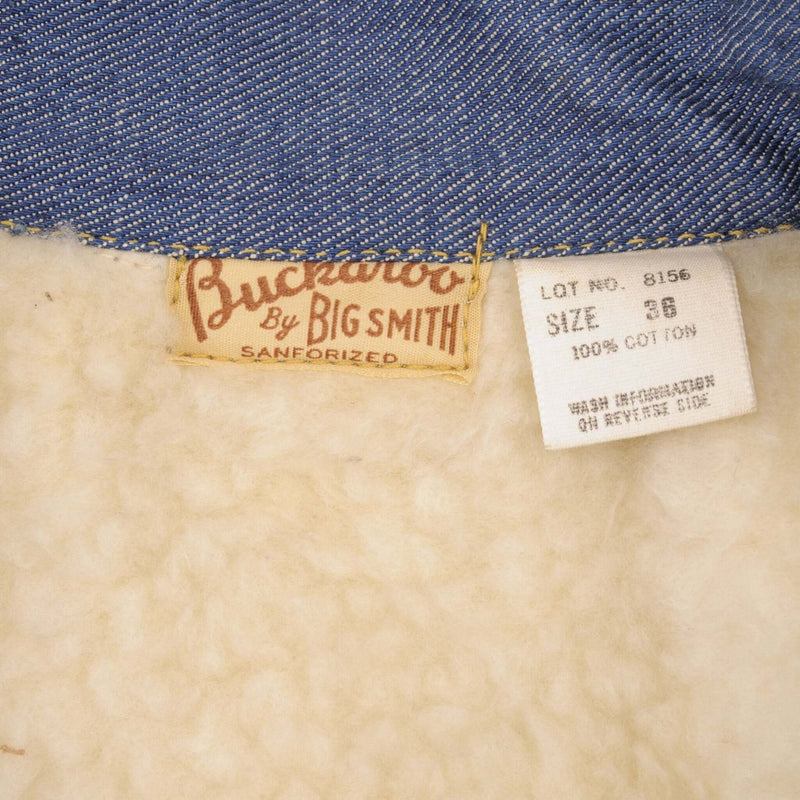 Buckaroo
By BIG SMITH
SANFORIZED
LOT NO. 8156
SIZE 36
100% COTTON
WASH INFORMATION
ON REVERSE SIDE